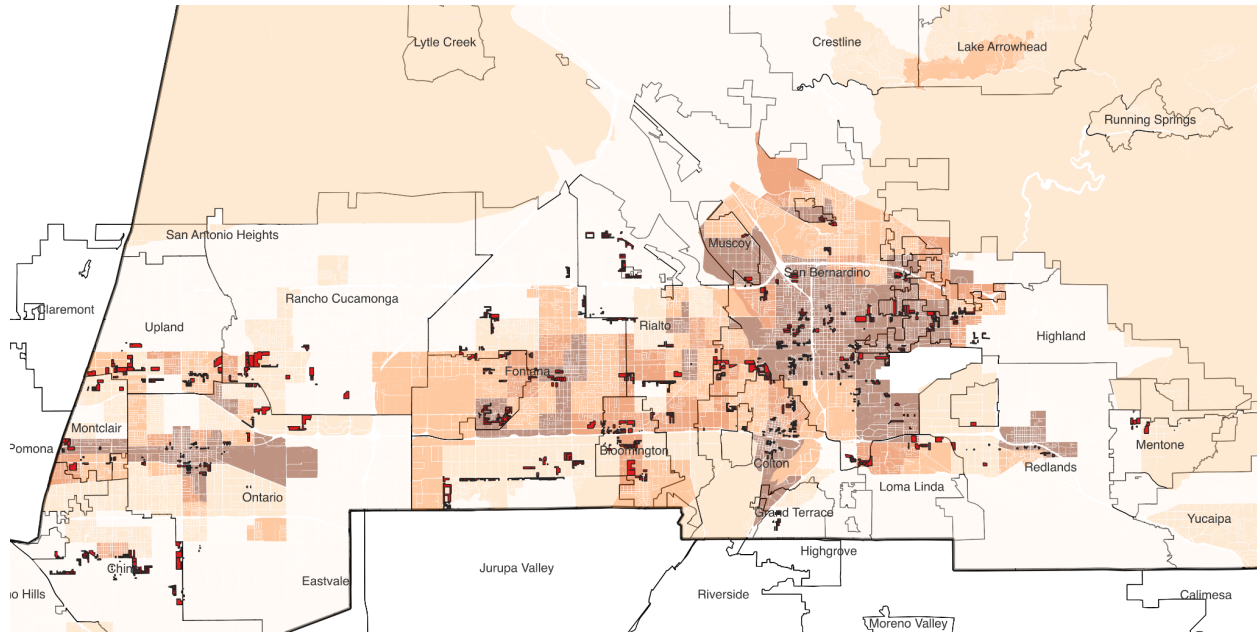 Lytle Creek
Crestline
Lake Arrowhead
Running Springs
San Antonio Heights
Muscoy
San Bernardino
Rancho Cucamonga
Claremont
Upland
Rialto
Highland
Fontana
Montclair
Pomona
Bloomington
Mentone
Colton
Redlands
Loma Linda
Ontario
Grand Terrace
Yucaipa
Highgrove
Chin
Jurupa Valley
Eastvale
no Hills
Riverside
Calimesa
Moreno Valley